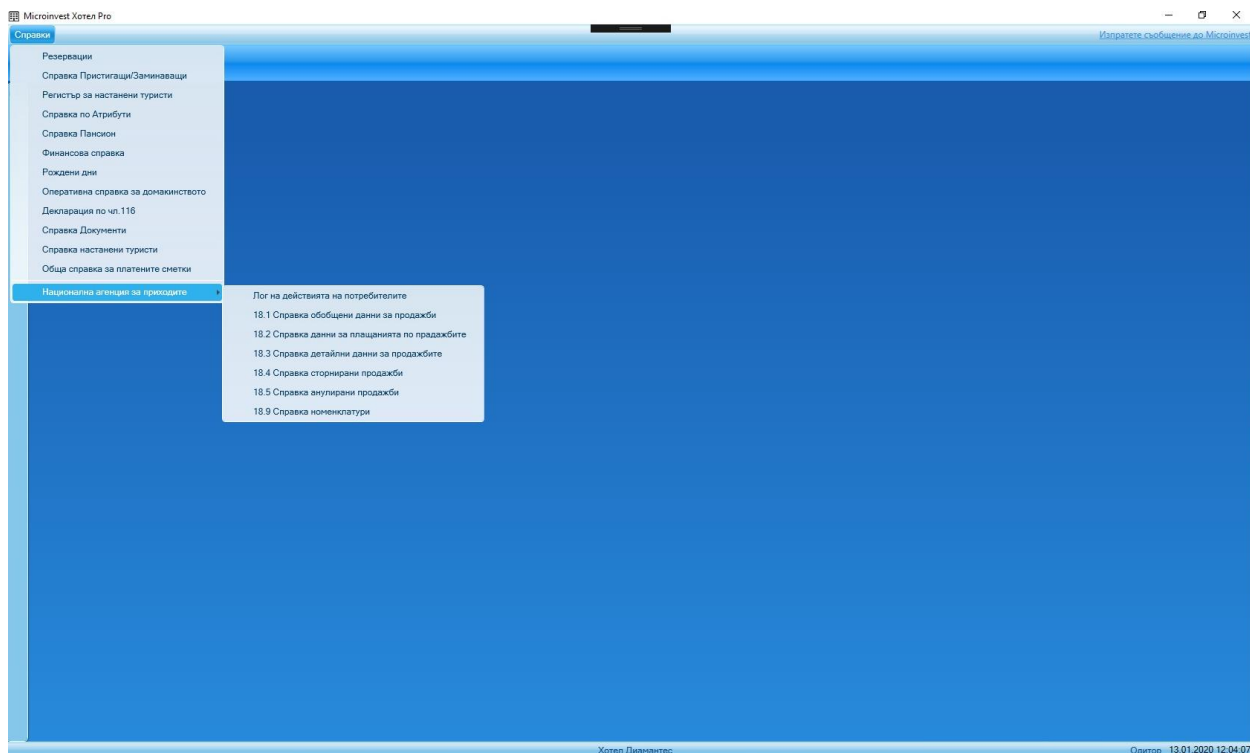 Microinvest Хотел Pro
Справки
Изпратете съобщение до Microinvest
Резервации
Справка Пристигащи/Заминаващи
Регистър за настанени туристи
Справка по Атрибути
Справка Пансион
Финансова справка
Рождени дни
Оперативна справка за домакинството
Декларация по чл.116
Справка Документи
Справка настанени туристи
Обща справка за платените сметки
Национална агенция за приходите
Лог на действията на потребителите
18.1 Справка обобщени данни за продажби
18.2 Справка данни за плащанията по прадажбите
18.3 Справка детайлни данни за продажбите
18.4 Справка сторнирани продажби
18.5 Справка анулирани продажби
18.9 Справка номенклатури
Хотел Диамантес
Одитор 13.01.2020 12:04:07